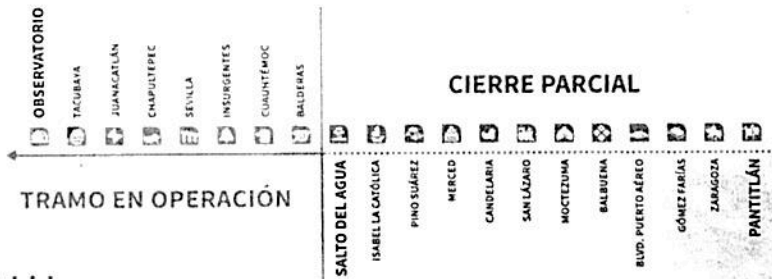 OBSERVATORIO
TACUBAYA
JUANACATLÁN
CHAPULTEPEC
SEVILLA
INSURGENTES
CUAUHTÉMOC
BALDERAS
CIERRE PARCIAL
TRAMO EN OPERACIÓN
SALTO DEL AGUA
ISABEL LA CATÓLICA
PINO SUÁREZ
MERCED
CANDELARIA
SAN LÁZARO
MOCTEZUMA
BALBUENA
BLVD. PUERTO AÉREO
GÓMEZ FARÍAS
ZARAGOZA
PANTITLÁN